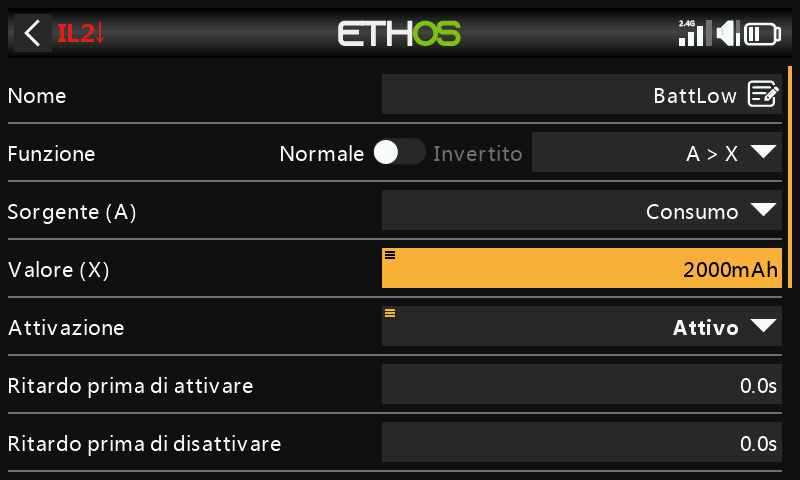 IL2↓ ETHOS 2.4G
Nome BattLow
Funzione Normale Invertito A > X
Sorgente (A) Consumo
Valore (X) 2000mAh
Attivazione Attivo
Ritardo prima di attivare 0.0s
Ritardo prima di disattivare 0.0s